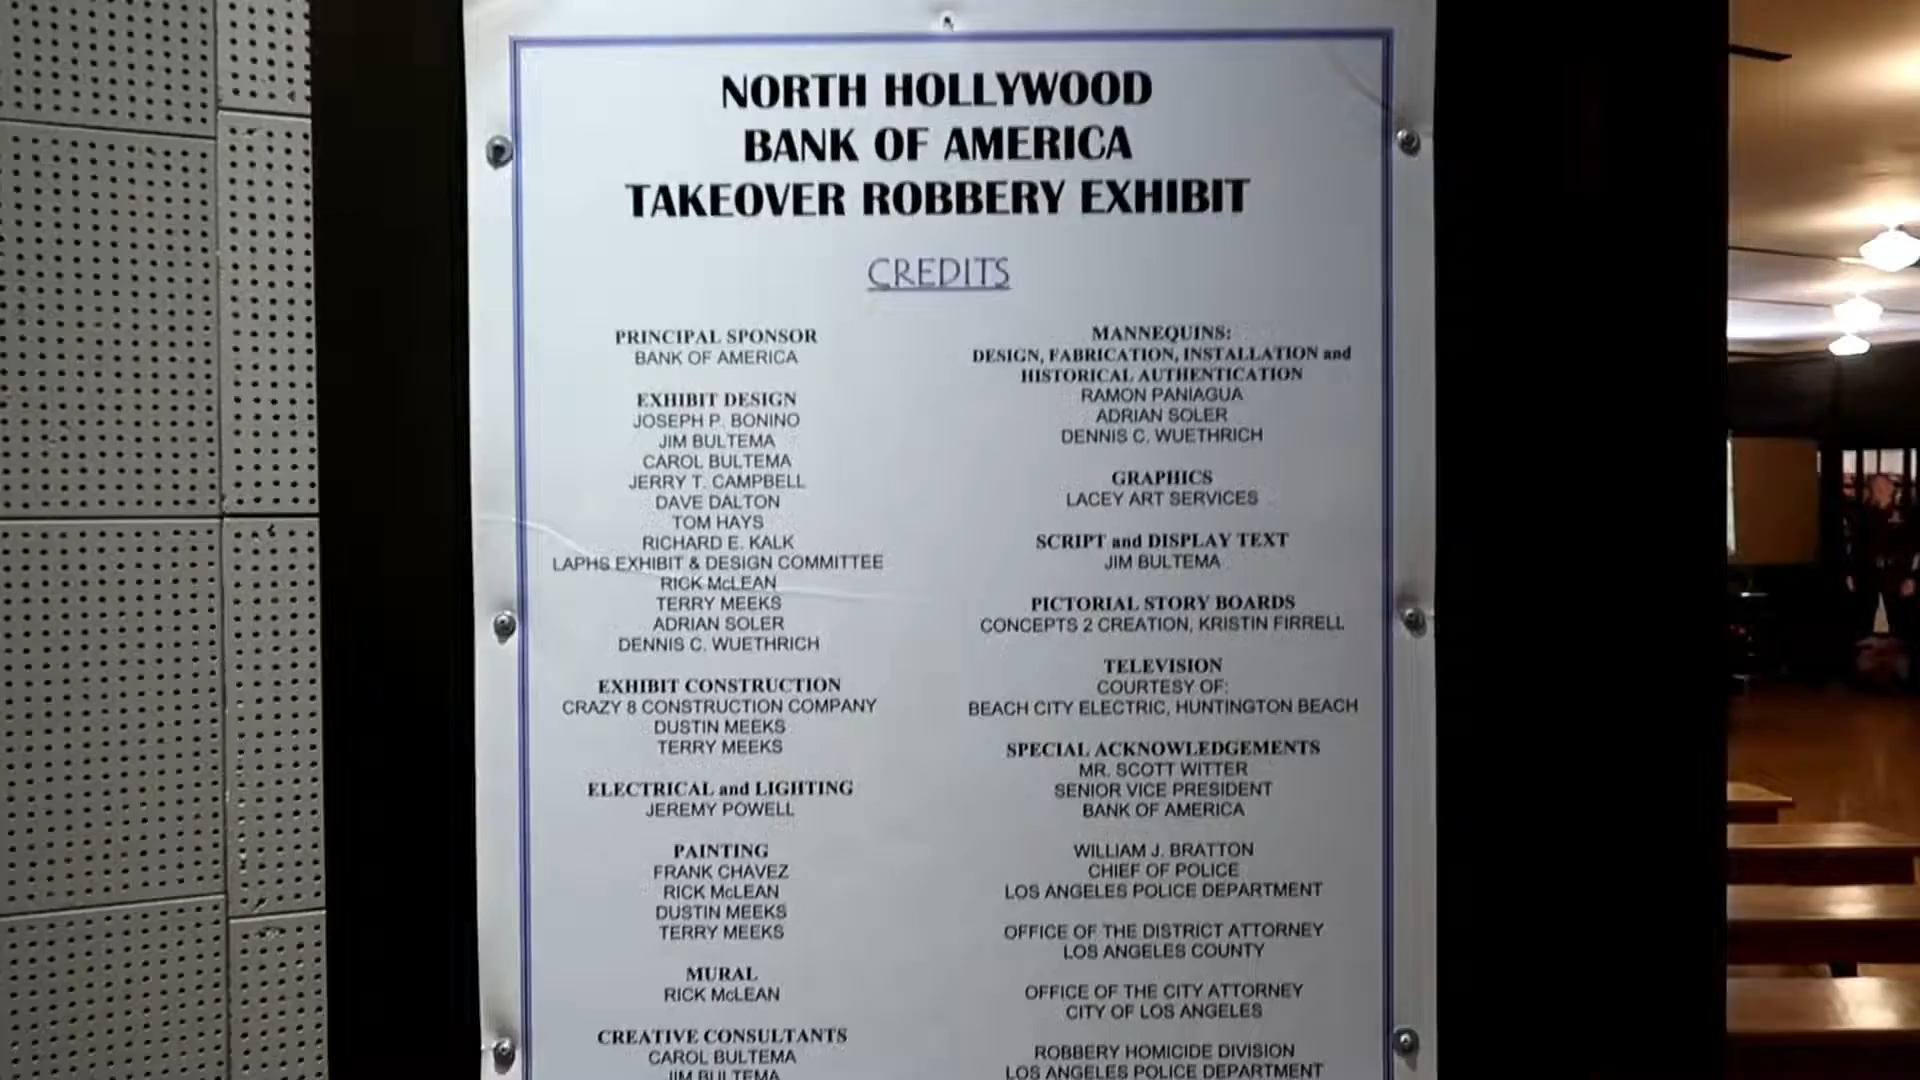 NORTH HOLLYWOOD
BANK OF AMERICA
TAKEOVER ROBBERY EXHIBIT
CREDITS
PRINCIPAL SPONSOR
BANK OF AMERICA
EXHIBIT DESIGN
JOSEPH P. BONINO
JIM BULTEMA
CAROL BULTEMA
JERRY T. CAMPBELL
DAVE DALTON
TOM HAYS
RICHARD E. KALK
LAPHS EXHIBIT & DESIGN COMMITTEE
RICK McLEAN
TERRY MEEKS
ADRIAN SOLER
DENNIS C. WUETHRICH
EXHIBIT CONSTRUCTION
CRAZY 8 CONSTRUCTION COMPANY
DUSTIN MEEKS
TERRY MEEKS
ELECTRICAL and LIGHTING
JEREMY POWELL
PAINTING
FRANK CHAVEZ
RICK McLEAN
DUSTIN MEEKS
TERRY MEEKS
MURAL
RICK McLEAN
CREATIVE CONSULTANTS
CAROL BULTEMA
JIM BULTEMA
MANNEQUINS:
DESIGN, FABRICATION, INSTALLATION and
HISTORICAL AUTHENTICATION
RAMON PANIAGUA
ADRIAN SOLER
DENNIS C. WUETHRICH
GRAPHICS
LACEY ART SERVICES
SCRIPT and DISPLAY TEXT
JIM BULTEMA
PICTORIAL STORY BOARDS
CONCEPTS 2 CREATION, KRISTIN FIRRELL
TELEVISION
COURTESY OF:
BEACH CITY ELECTRIC, HUNTINGTON BEACH
SPECIAL ACKNOWLEDGEMENTS
MR. SCOTT WITTER
SENIOR VICE PRESIDENT
BANK OF AMERICA
WILLIAM J. BRATTON
CHIEF OF POLICE
LOS ANGELES POLICE DEPARTMENT
OFFICE OF THE DISTRICT ATTORNEY
LOS ANGELES COUNTY
OFFICE OF THE CITY ATTORNEY
CITY OF LOS ANGELES
ROBBERY HOMICIDE DIVISION
LOS ANGELES POLICE DEPARTMENT